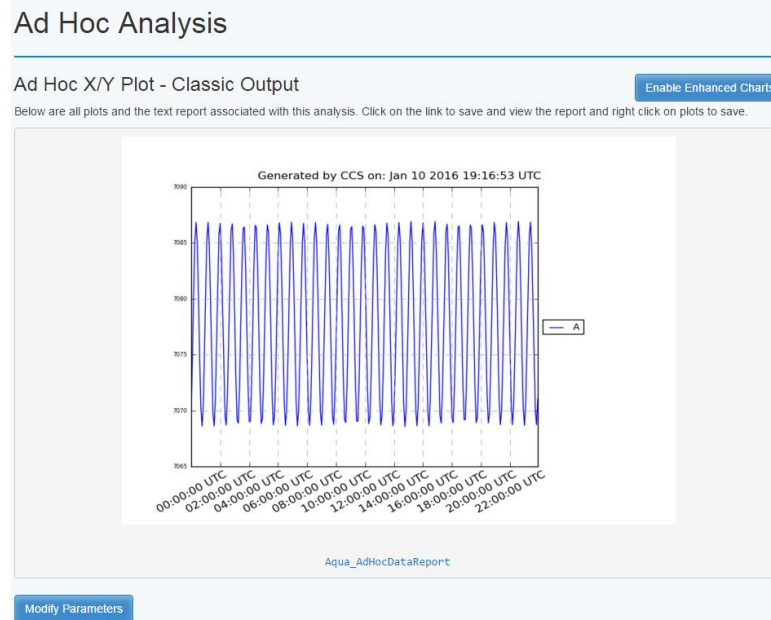 Ad Hoc Analysis
Ad Hoc X/Y Plot - Classic Output
Enable Enhanced Charts
Below are all plots and the text report associated with this analysis. Click on the link to save and view the report and right click on plots to save.
Generated by CCS on: Jan 10 2016 19:16:53 UTC
7090
7085
7080
7075
7070
7065
A
00:00:00 UTC
02:00:00 UTC
04:00:00 UTC
06:00:00 UTC
08:00:00 UTC
10:00:00 UTC
12:00:00 UTC
14:00:00 UTC
16:00:00 UTC
18:00:00 UTC
20:00:00 UTC
22:00:00 UTC
Aqua_AdHocDataReport
Modify Parameters